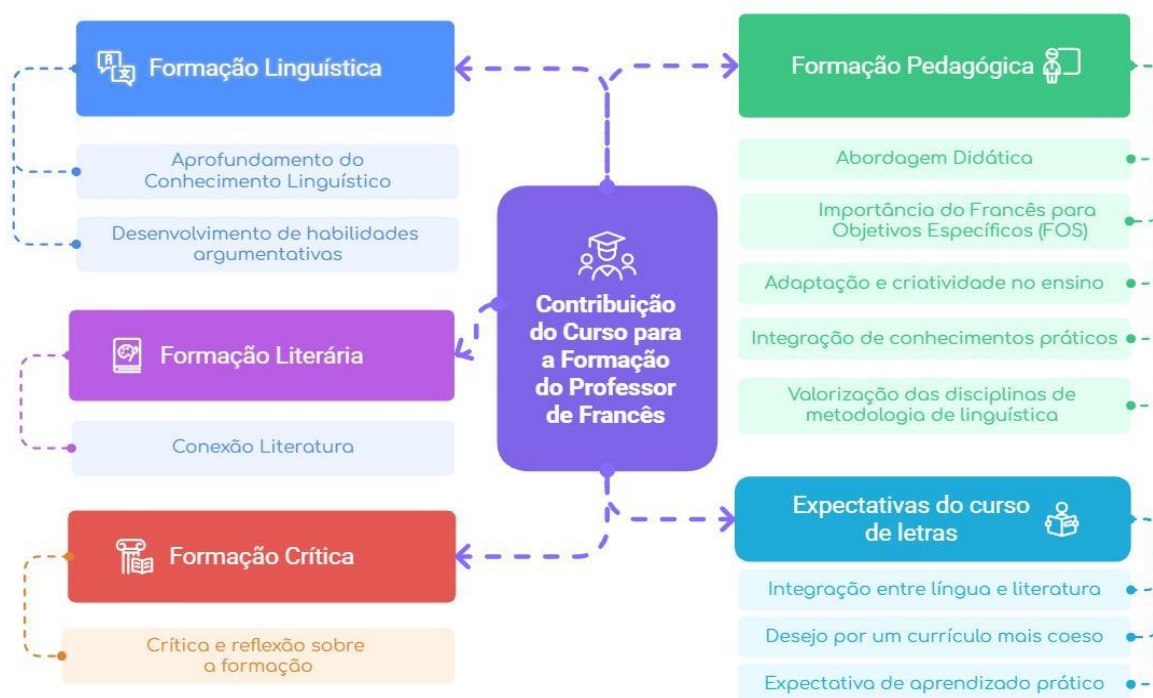 Formação Linguística
Aprofundamento do
Conhecimento Linguístico
Desenvolvimento de habilidades
argumentativas
Formação Literária
Conexão Literatura
Formação Crítica
Crítica e reflexão sobre
a formação
Contribuição
do Curso para
a Formação
do Professor
de Francês
Formação Pedagógica
Abordagem Didática
Importância do Francês para
Objetivos Específicos (FOS)
Adaptação e criatividade no ensino
Integração de conhecimentos práticos
Valorização das disciplinas de
metodologia de linguística
Expectativas do curso
de letras
Integração entre língua e literatura
Desejo por um currículo mais coeso
Expectativa de aprendizado prático